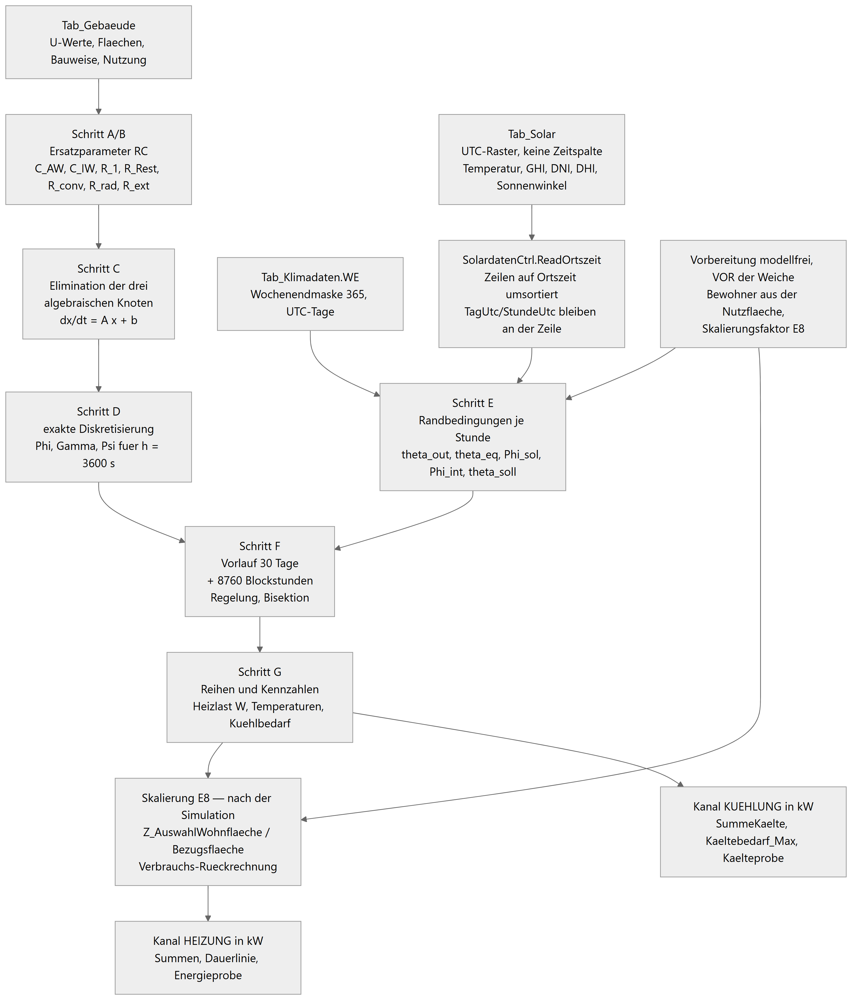 Tab_Gebaeude
U-Werte, Flaechen,
Bauweise, Nutzung
Schritt A/B
Ersatzparameter RC
C_AW, C_IW, R_1, R_Rest,
R_conv, R_rad, R_ext
Tab_Solar
UTC-Raster, keine Zeitspalte
Temperatur, GHI, DNI, DHI,
Sonnenwinkel
Schritt C
Elimination der drei
algebraischen Knoten
dx/dt = A x + b
Tab_Klimadaten.WE
Wochenendmaske 365,
UTC-Tage
SolardatenCtrl.ReadOrtszeit
Zeilen auf Ortszeit
umsortiert
TagUtc/StundeUtc bleiben
an der Zeile
Vorbereitung modellfrei,
VOR der Weiche
Bewohner aus der
Nutzflaeche,
Skalierungsfaktor E8
Schritt D
exakte Diskretisierung
Phi, Gamma, Psi fuer h =
3600 s
Schritt E
Randbedingungen je
Stunde
theta_out, theta_eq, Phi_sol,
Phi_int, theta_soll
Schritt F
Vorlauf 30 Tage
+ 8760 Blockstunden
Regelung, Bisektion
Schritt G
Reihen und Kennzahlen
Heizlast W, Temperaturen,
Kuehlbedarf
Skalierung E8 — nach der
Simulation
Z_AuswahlWohnflaeche /
Bezugsflaeche
Verbrauchs-Rueckrechnung
Kanal KUEHLUNG in kW
SummeKaelte,
Kaeltebedarf_Max,
Kaelteprobe
Kanal HEIZUNG in kW
Summen, Dauerlinie,
Energieprobe